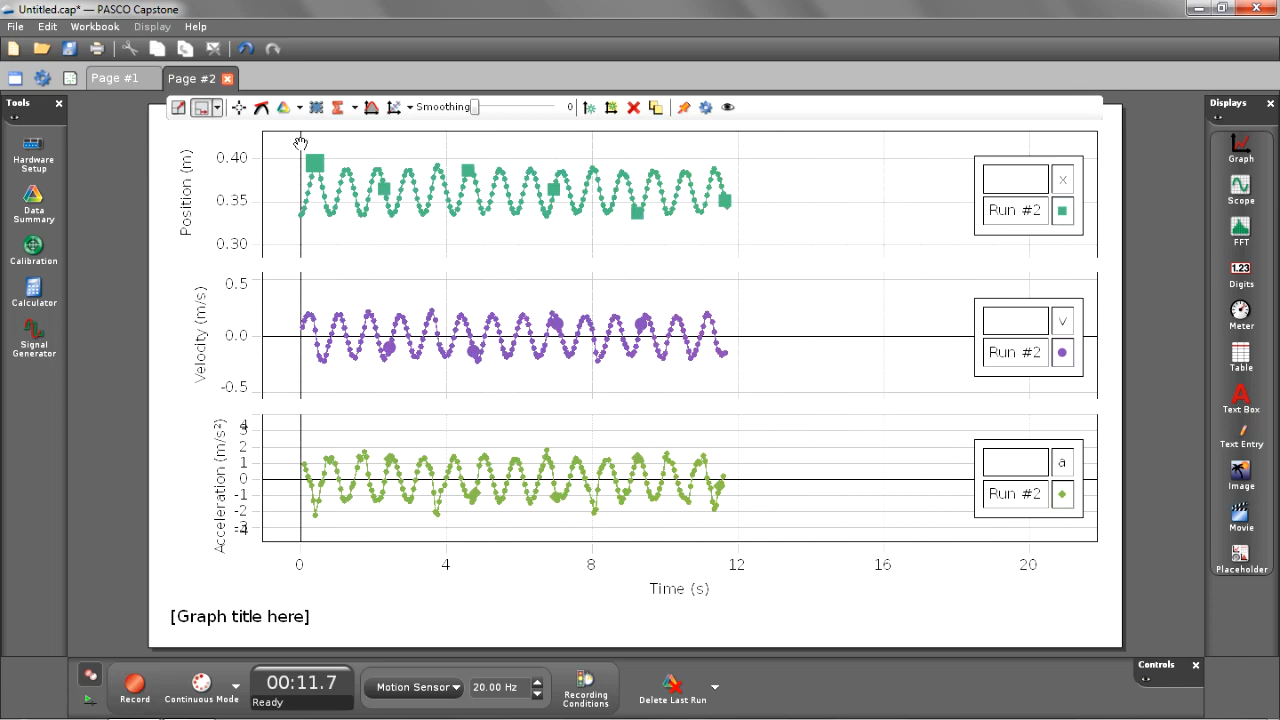 Untitled.cap* — PASCO Capstone
File Edit Workbook Display Help
Page #1 Page #2
Tools
Hardware
Setup
Data
Summary
Calibration
Calculator
Signal
Generator
Smoothing 0
Position (m)
0.40
0.35
0.30
x
Run #2
Velocity (m/s)
0.5
0.0
-0.5
v
Run #2
Acceleration (m/s²)
4
3
2
1
0
-1
-2
-3
-4
a
Run #2
0 4 8 12 16 20
Time (s)
[Graph title here]
Displays
Graph
Scope
FFT
1.23
Digits
Meter
Table
A
Text Box
Text Entry
Image
Movie
Placeholder
Controls
Record
Continuous Mode
00:11.7
Ready
Motion Sensor
20.00 Hz
Recording
Conditions
Delete Last Run